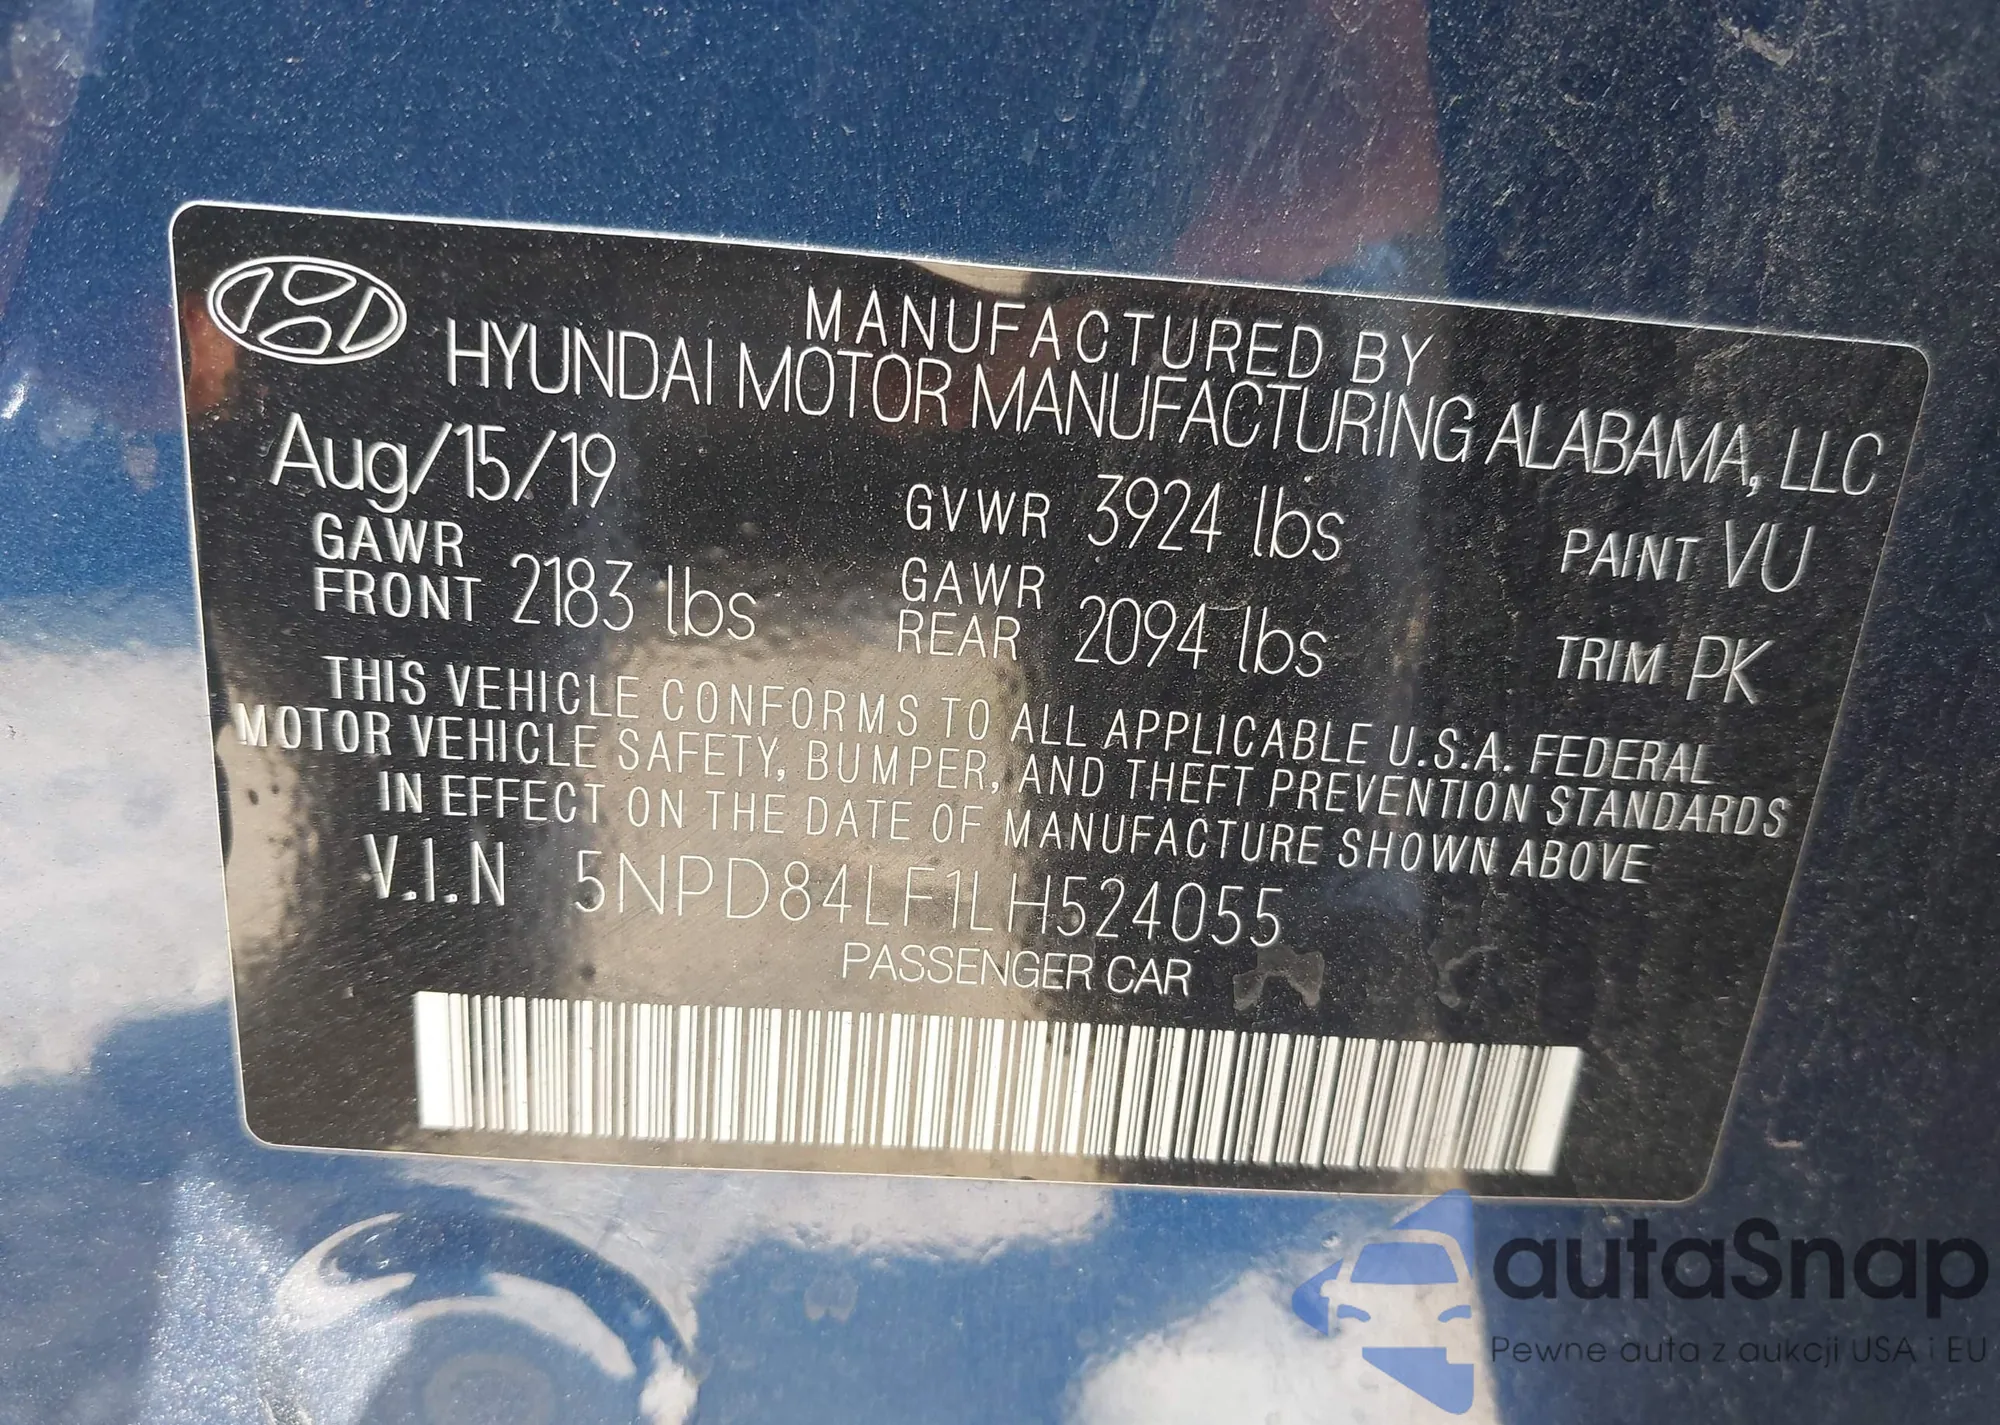 MANUFACTURED BY
HYUNDAI MOTOR MANUFACTURING ALABAMA, LLC
Aug/15/19
GVWR 3924 lbs
PAINT VU
GAWR
FRONT 2183 lbs
GAWR
REAR 2094 lbs
TRIM PK
THIS VEHICLE CONFORMS TO ALL APPLICABLE U.S.A. FEDERAL
MOTOR VEHICLE SAFETY, BUMPER, AND THEFT PREVENTION STANDARDS
IN EFFECT ON THE DATE OF MANUFACTURE SHOWN ABOVE
V.I.N 5NPD84LF1LH524055
PASSENGER CAR
autaSnap
Pewne auta z aukcji USA i EU